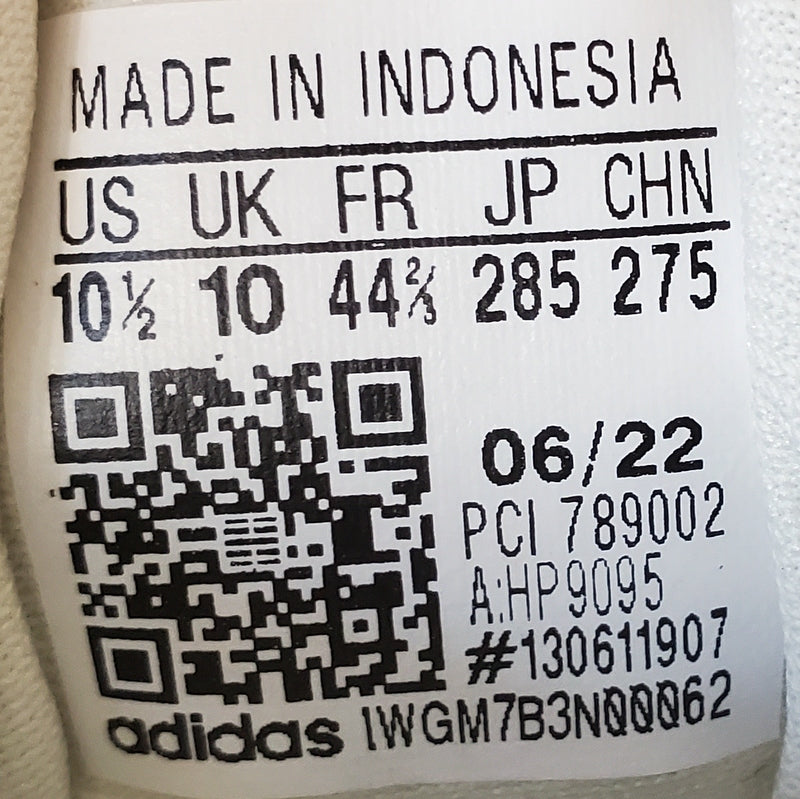 MADE IN INDONESIA
US UK FR JP CHN
10½ 10 44⅔ 285 275
06/22
PCI 789002
A:HP9095
#130611907
adidas 1WGM7B3N00062